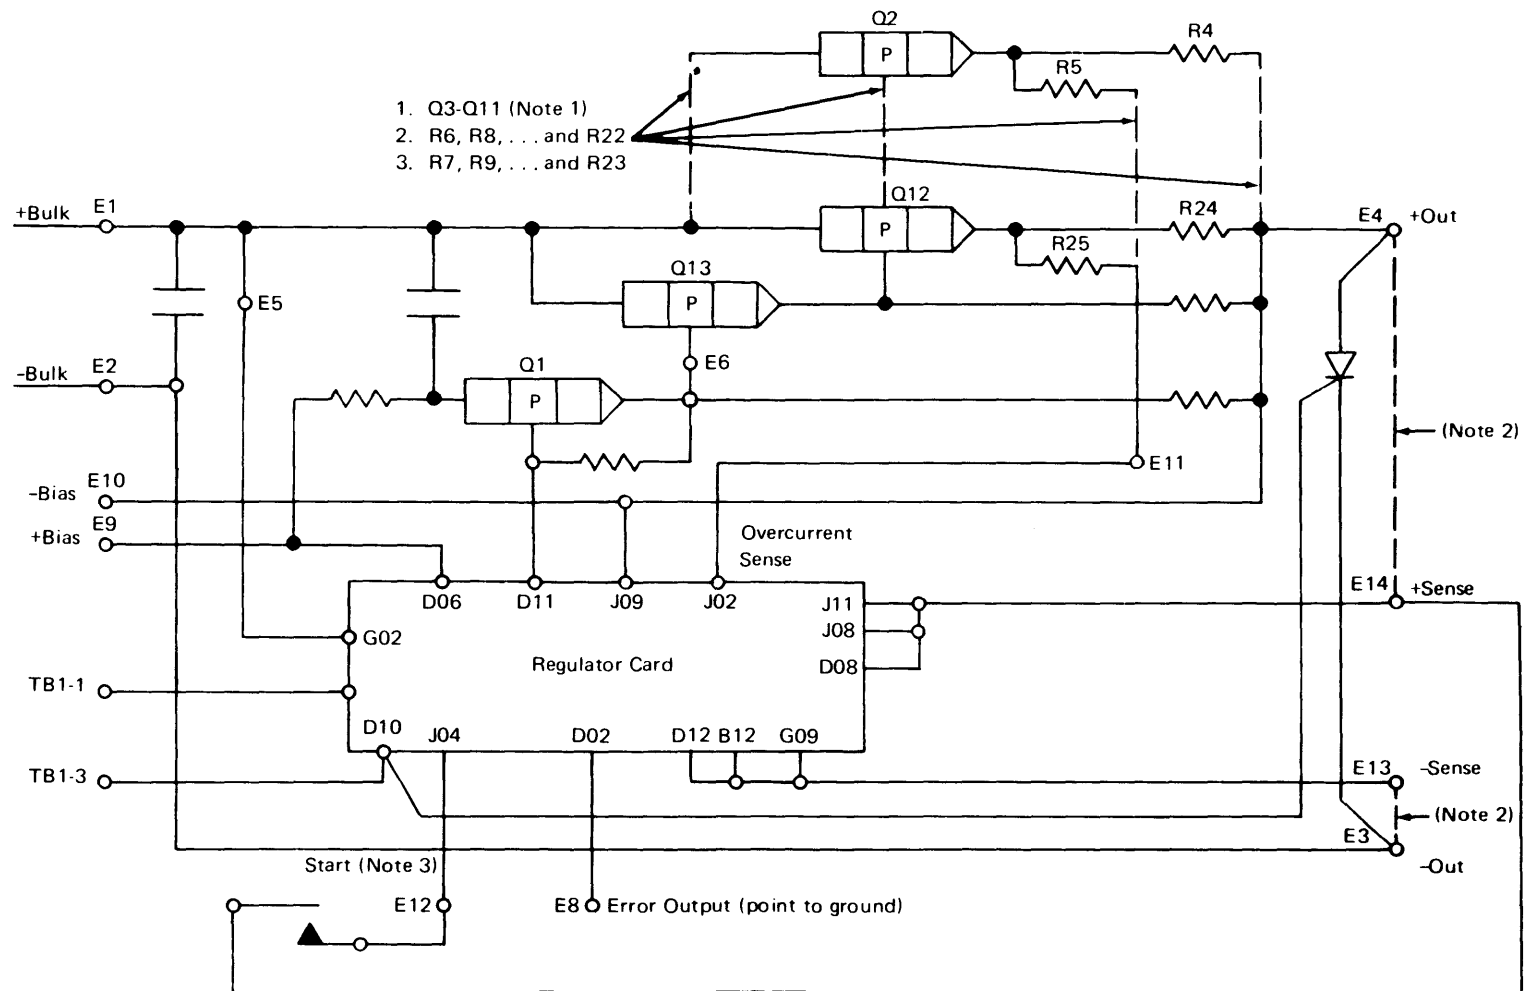 Q2
R4
P
R5
1. Q3-Q11 (Note 1)
2. R6, R8, . . . and R22
3. R7, R9, . . . and R23
Q12
+Bulk E1
R24
E4 +Out
P
R25
Q13
E5
P
–Bulk E2
Q1
E6
P
(Note 2)
E11
–Bias E10
E9
+Bias
Overcurrent
Sense
E14 +Sense
D06 D11 J09 J02
J11
J08
G02
Regulator Card
D08
TB1-1
D10 J04 D02 D12 B12 G09
TB1-3
E13 –Sense
(Note 2)
E3
–Out
Start (Note 3)
E12
E8 Error Output (point to ground)